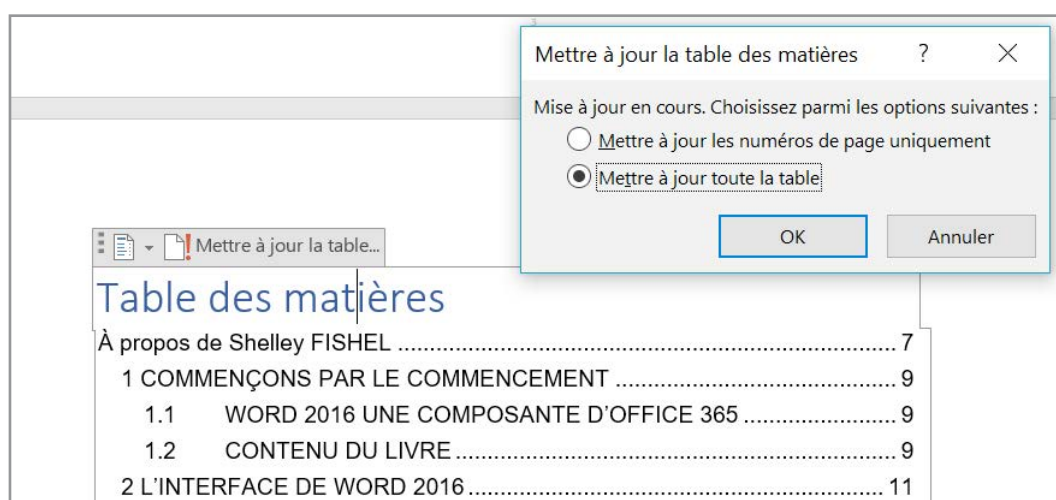 Mettre à jour la table des matières ?
Mise à jour en cours. Choisissez parmi les options suivantes :
Mettre à jour les numéros de page uniquement
Mettre à jour toute la table
OK Annuler
Mettre à jour la table...
Table des matières
À propos de Shelley FISHEL ........................................................................ 7
1 COMMENÇONS PAR LE COMMENCEMENT ........................................ 9
1.1 WORD 2016 UNE COMPOSANTE D’OFFICE 365 ...................... 9
1.2 CONTENU DU LIVRE ................................................................ 9
2 L’INTERFACE DE WORD 2016 ............................................................ 11